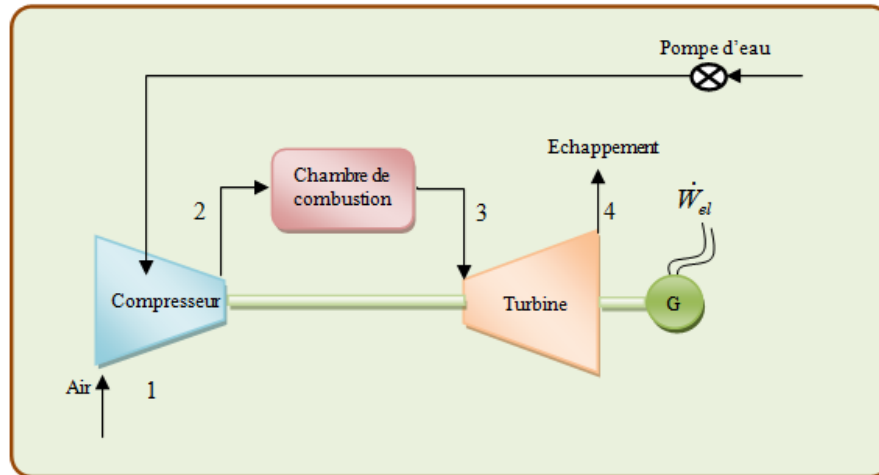 Pompe d'eau
Echappement
Chambre de
combustion
Ẇel
2
3
4
Compresseur
Turbine
G
Air
1